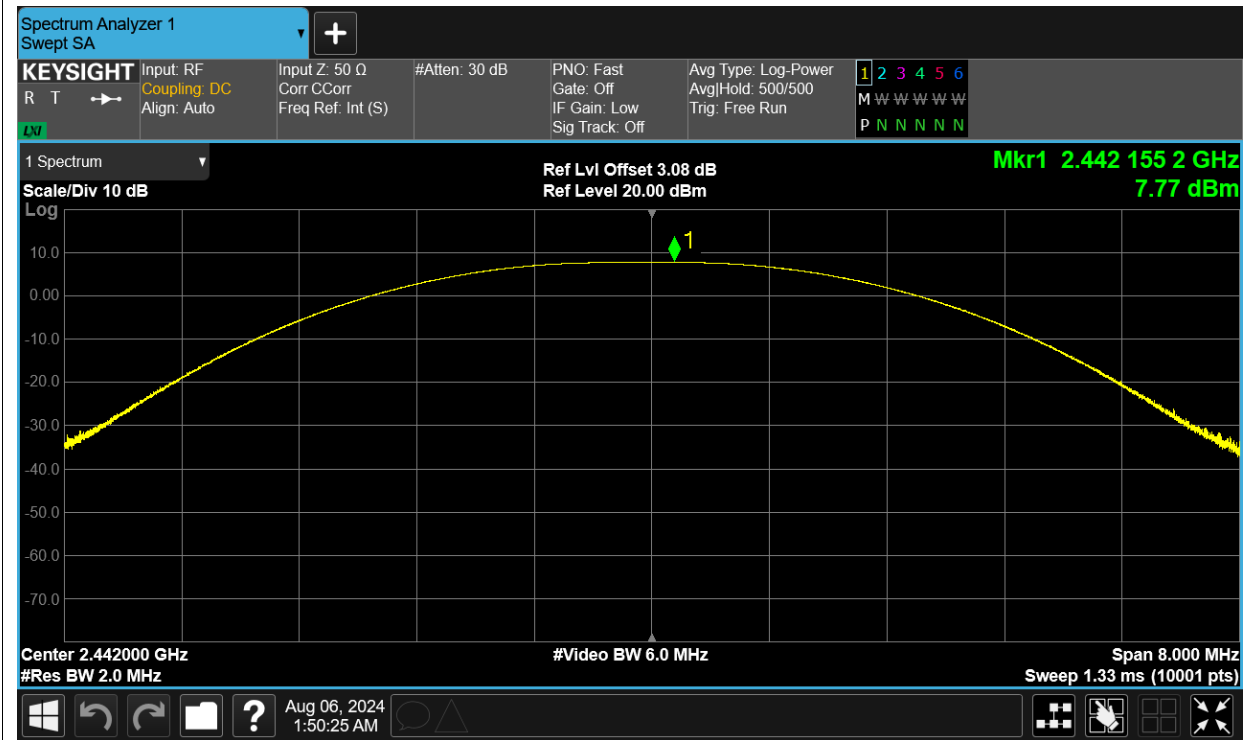 Spectrum Analyzer 1
Swept SA
+
KEYSIGHT
R T
LXI
Input: RF
Coupling: DC
Align: Auto
Input Z: 50 Ω
Corr CCorr
Freq Ref: Int (S)
#Atten: 30 dB
PNO: Fast
Gate: Off
IF Gain: Low
Sig Track: Off
Avg Type: Log-Power
Avg|Hold: 500/500
Trig: Free Run
1 2 3 4 5 6
M W W W W W
P N N N N N
1 Spectrum
Scale/Div 10 dB
Log
Ref Lvl Offset 3.08 dB
Ref Level 20.00 dBm
Mkr1 2.442 155 2 GHz
7.77 dBm
1
10.0
0.00
-10.0
-20.0
-30.0
-40.0
-50.0
-60.0
-70.0
Center 2.442000 GHz
#Res BW 2.0 MHz
#Video BW 6.0 MHz
Span 8.000 MHz
Sweep 1.33 ms (10001 pts)
?
Aug 06, 2024
1:50:25 AM